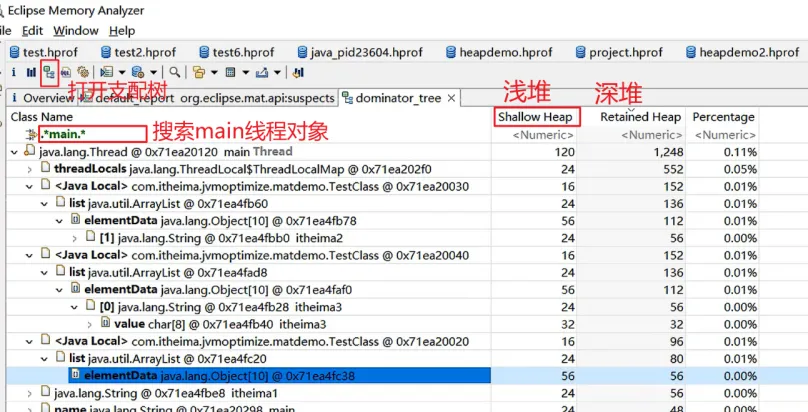 Eclipse Memory Analyzer
File Edit Window Help
test.hprof test2.hprof test6.hprof java_pid23604.hprof heapdemo.hprof project.hprof heapdemo2.hprof
打开支配树
Overview default_report org.eclipse.mat.api:suspects dominator_tree
浅堆 深堆
Class Name Shallow Heap Retained Heap Percentage
.*main.* 搜索main线程对象 <Numeric> <Numeric> <Numeric>
java.lang.Thread @ 0x71ea20120 main Thread 120 1,248 0.11%
threadLocals java.lang.ThreadLocal$ThreadLocalMap @ 0x71ea202f0 24 552 0.05%
<Java Local> com.itheima.jvmoptimize.matdemo.TestClass @ 0x71ea20030 16 152 0.01%
list java.util.ArrayList @ 0x71ea4fb60 24 136 0.01%
elementData java.lang.Object[10] @ 0x71ea4fb78 56 112 0.01%
[1] java.lang.String @ 0x71ea4fbb0 itheima2 24 56 0.00%
<Java Local> com.itheima.jvmoptimize.matdemo.TestClass @ 0x71ea20040 16 152 0.01%
list java.util.ArrayList @ 0x71ea4fad8 24 136 0.01%
elementData java.lang.Object[10] @ 0x71ea4faf0 56 112 0.01%
[0] java.lang.String @ 0x71ea4fb28 itheima3 24 56 0.00%
value char[8] @ 0x71ea4fb40 itheima3 32 32 0.00%
<Java Local> com.itheima.jvmoptimize.matdemo.TestClass @ 0x71ea20020 16 96 0.01%
list java.util.ArrayList @ 0x71ea4fc20 24 80 0.01%
elementData java.lang.Object[10] @ 0x71ea4fc38 56 56 0.00%
java.lang.String @ 0x71ea4fbe8 itheima1 24 56 0.00%
name java.lang.String @ 0x71ea20298 main 24 48 0.00%